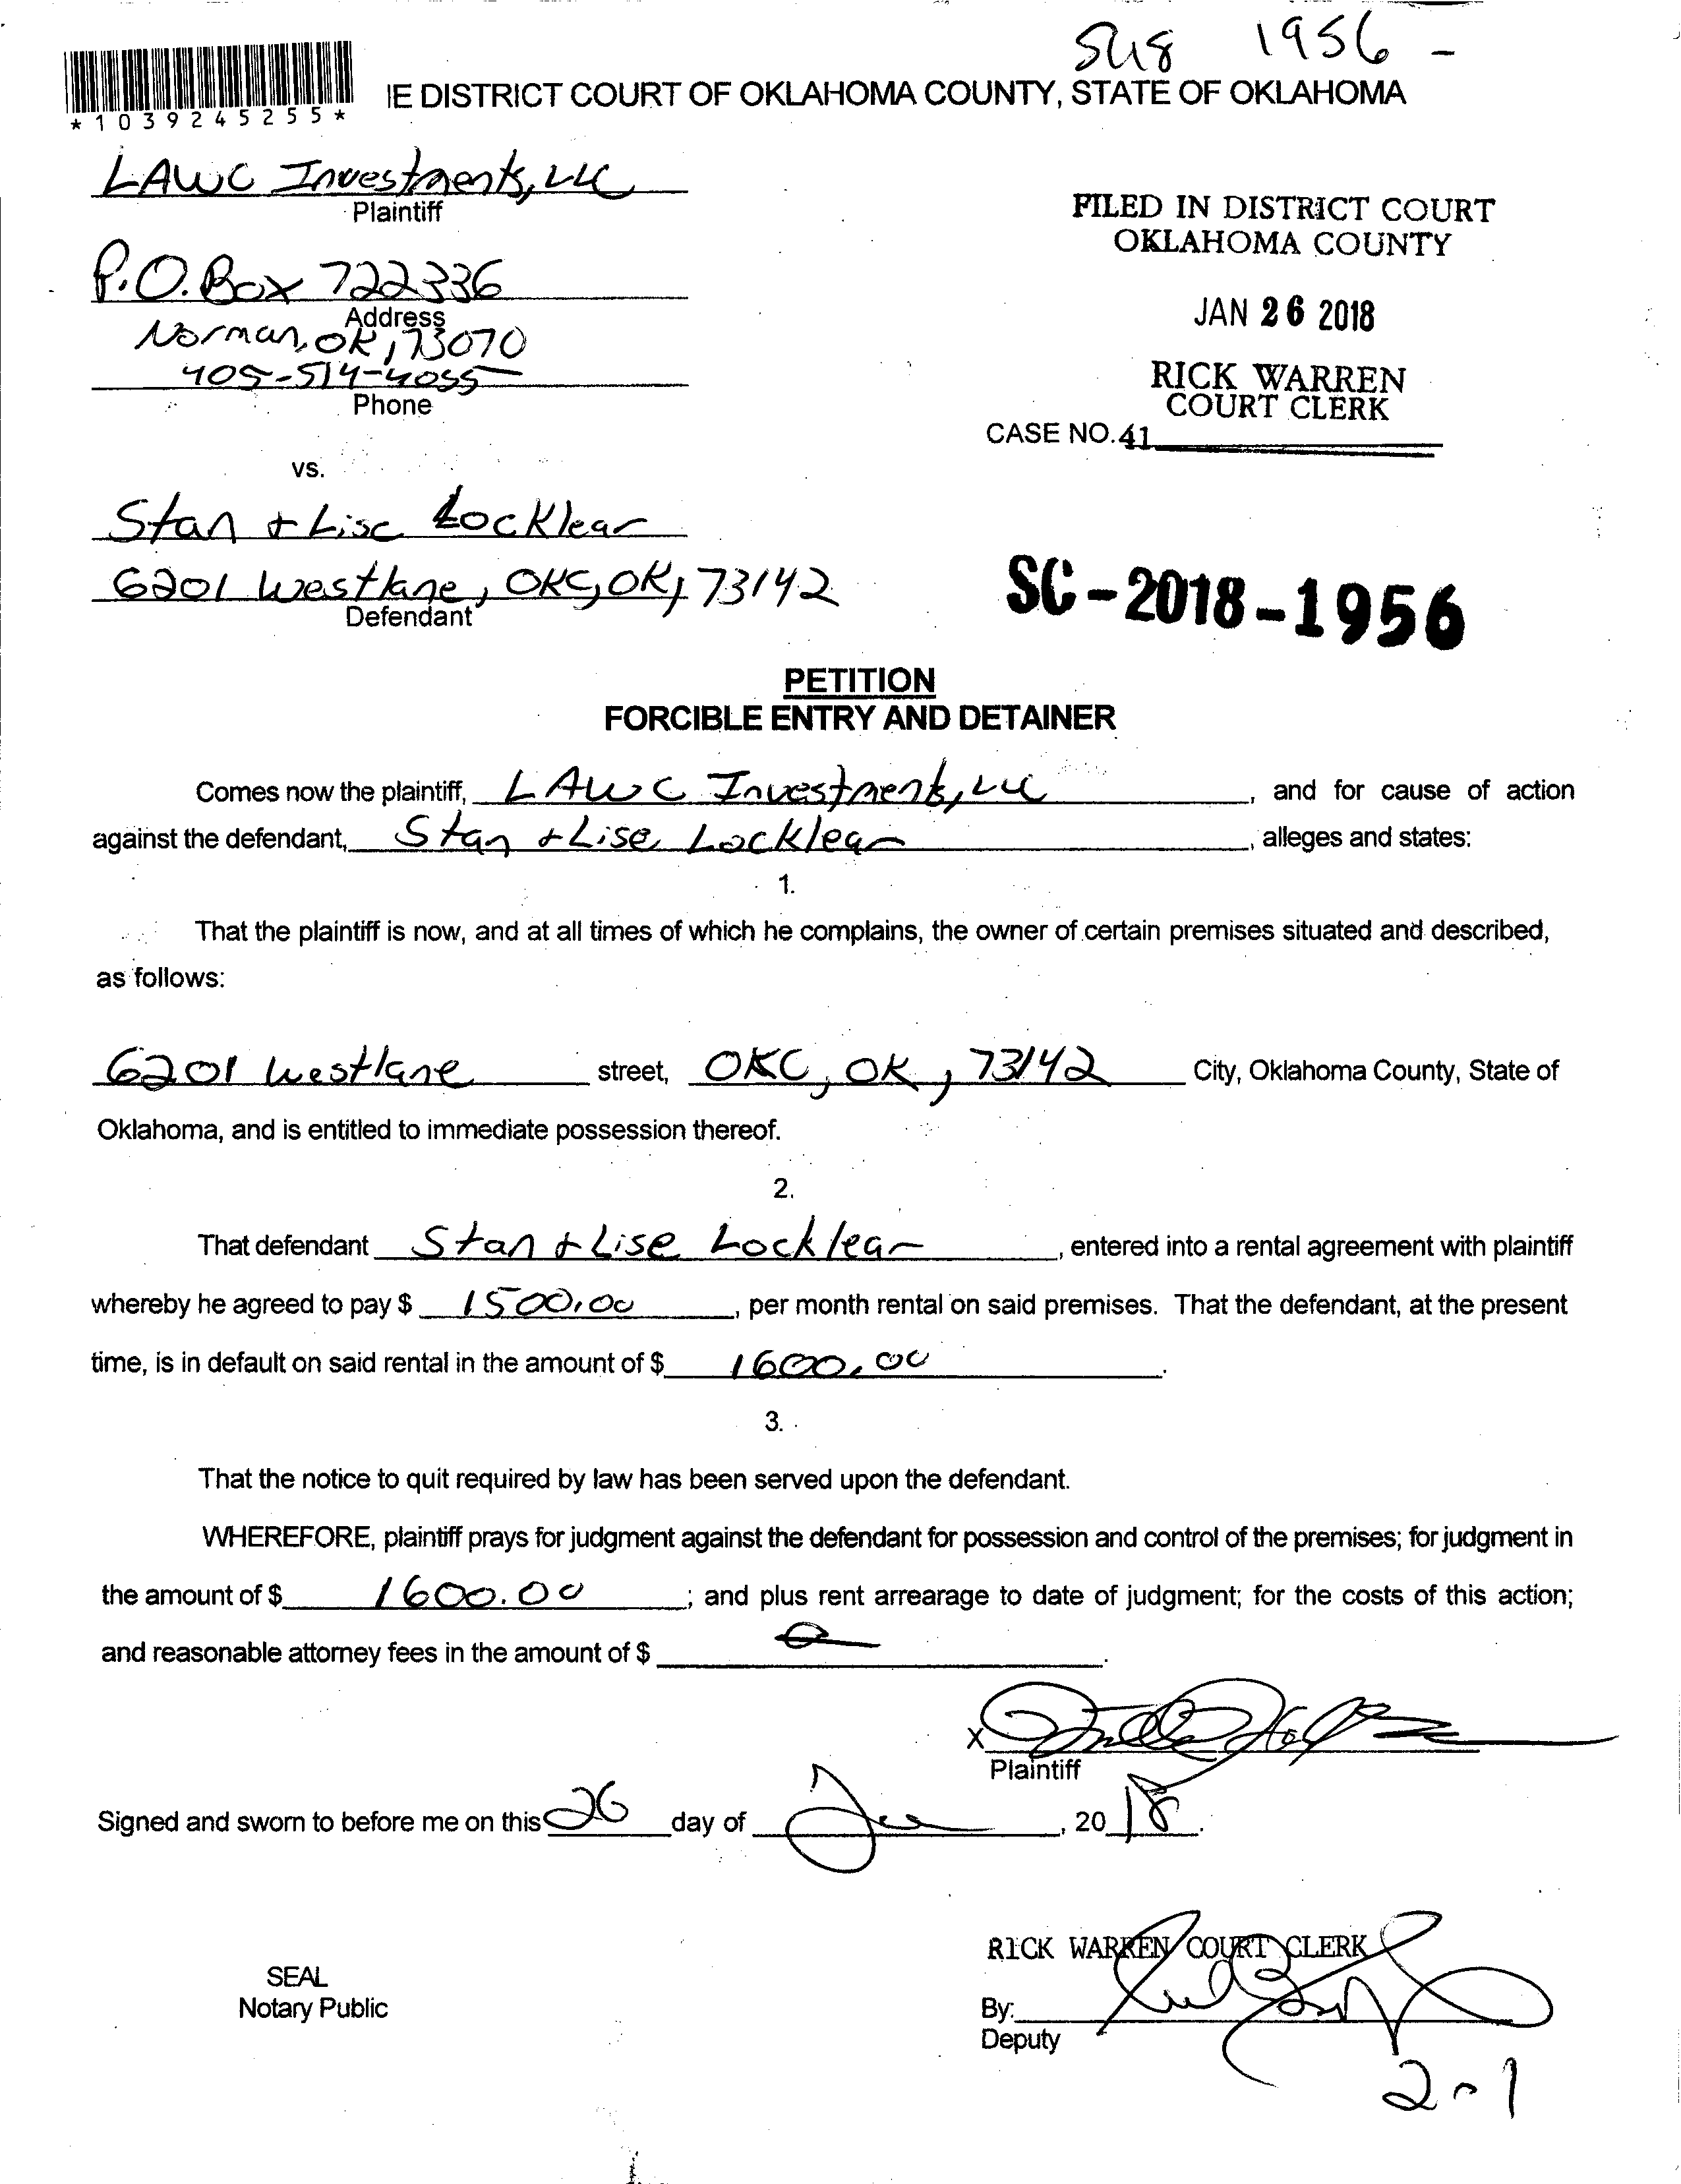 1956 -
*1039245255*
IE DISTRICT COURT OF OKLAHOMA COUNTY, STATE OF OKLAHOMA
LAWC Investments, LLC
Plaintiff
FILED IN DISTRICT COURT
OKLAHOMA COUNTY
P.O. Box 722336
Address
JAN 26 2018
Norman, OK, 73070
405-514-4055
Phone
RICK WARREN
COURT CLERK
CASE NO. 41
vs.
Stan + Lise Locklear
6201 Westlane, OKC, OK, 73142
Defendant
SC-2018-1956
PETITION
FORCIBLE ENTRY AND DETAINER
Comes now the plaintiff, LAWC Investments, LLC, and for cause of action
against the defendant, Stan + Lise Locklear, alleges and states:
1.
That the plaintiff is now, and at all times of which he complains, the owner of certain premises situated and described,
as follows:
6201 Westlane street, OKC, OK, 73142 City, Oklahoma County, State of
Oklahoma, and is entitled to immediate possession thereof.
2.
That defendant Stan + Lise Locklear, entered into a rental agreement with plaintiff
whereby he agreed to pay $ 1500.00, per month rental on said premises. That the defendant, at the present
time, is in default on said rental in the amount of $ 1600.00.
3.
That the notice to quit required by law has been served upon the defendant.
WHEREFORE, plaintiff prays for judgment against the defendant for possession and control of the premises; for judgment in
the amount of $ 1600.00; and plus rent arrearage to date of judgment; for the costs of this action;
and reasonable attorney fees in the amount of $
X
Plaintiff
Signed and sworn to before me on this 26 day of Jan, 2018.
RICK WARREN COURT CLERK
SEAL
Notary Public
By:
Deputy
2-1